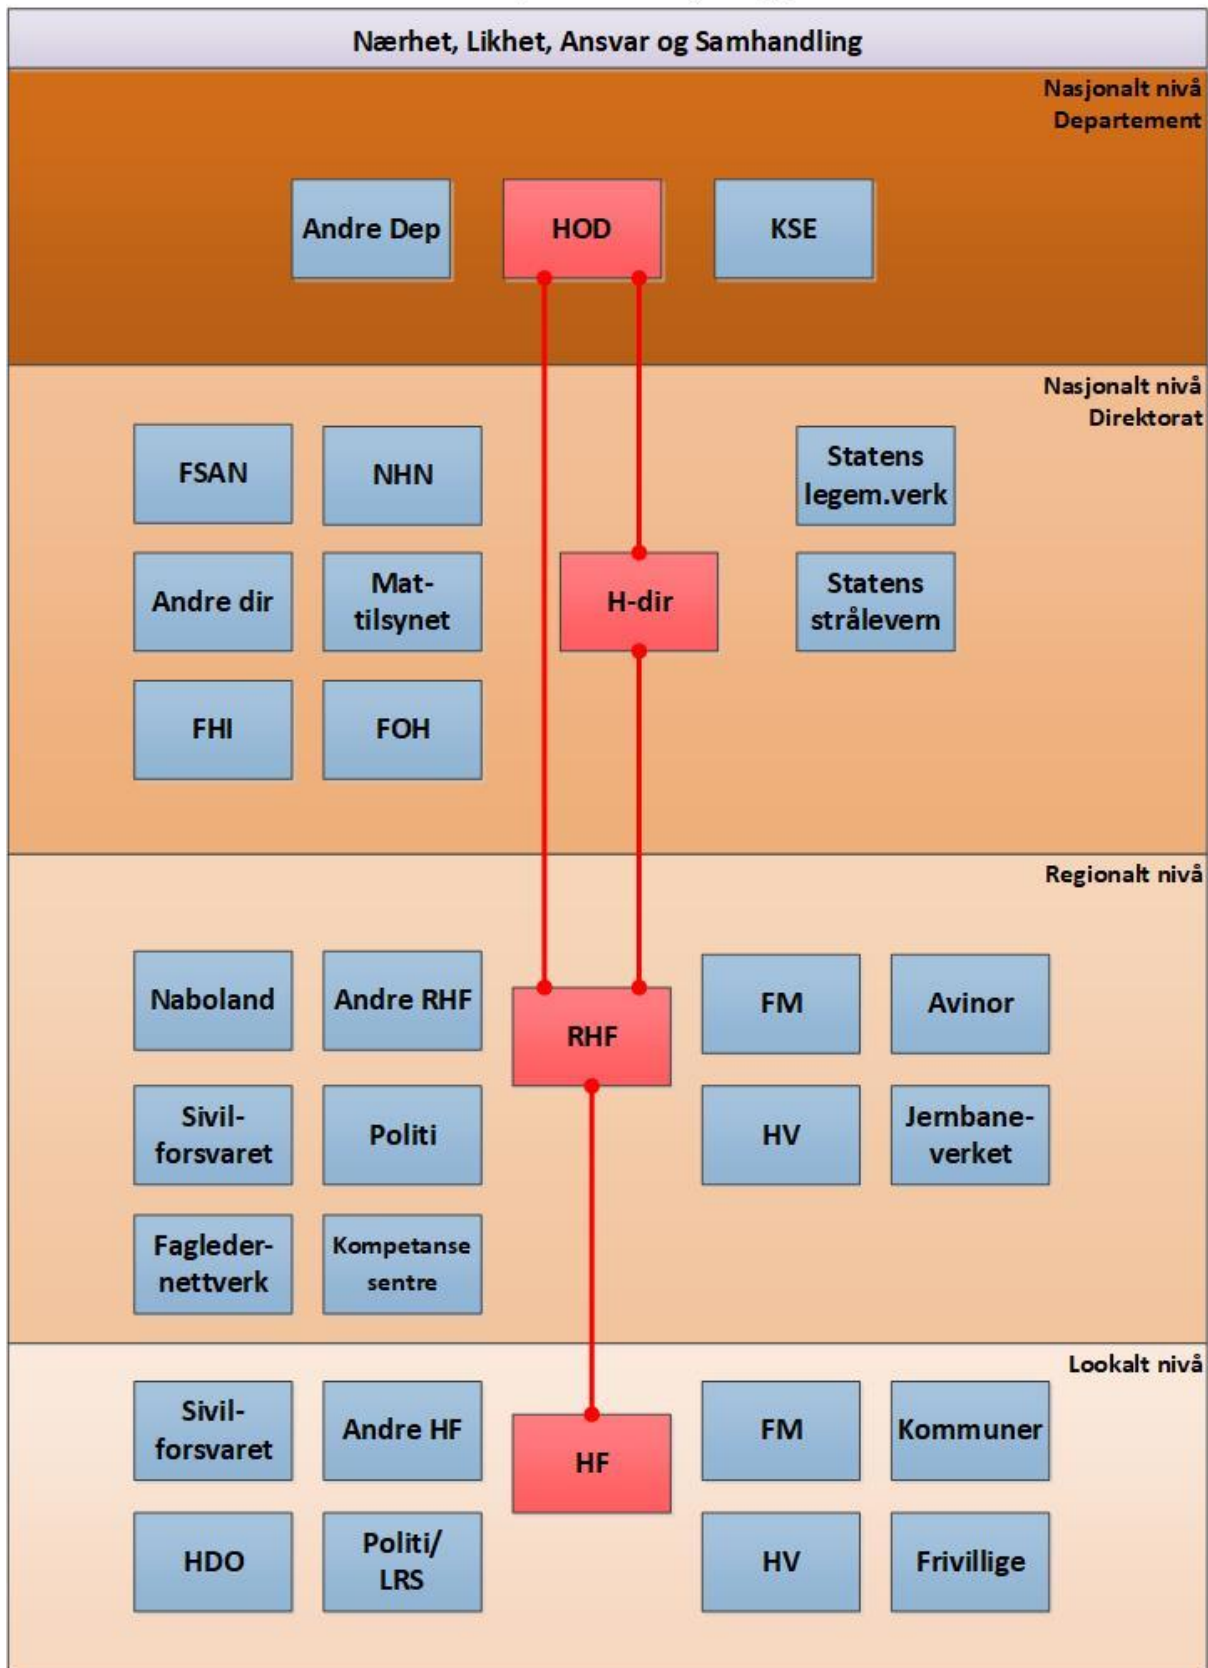 Nærhet, Likhet, Ansvar og Samhandling
Nasjonalt nivå
Departement
Andre Dep
HOD
KSE
Nasjonalt nivå
Direktorat
FSAN
NHN
Statens
legem.verk
Andre dir
Mat-
tilsynet
H-dir
Statens
strålevern
FHI
FOH
Regionalt nivå
Naboland
Andre RHF
RHF
FM
Avinor
Sivil-
forsvaret
Politi
HV
Jernbane-
verket
Fagleder-
nettverk
Kompetanse
sentre
Lookalt nivå
Sivil-
forsvaret
Andre HF
HF
FM
Kommuner
HDO
Politi/
LRS
HV
Frivillige